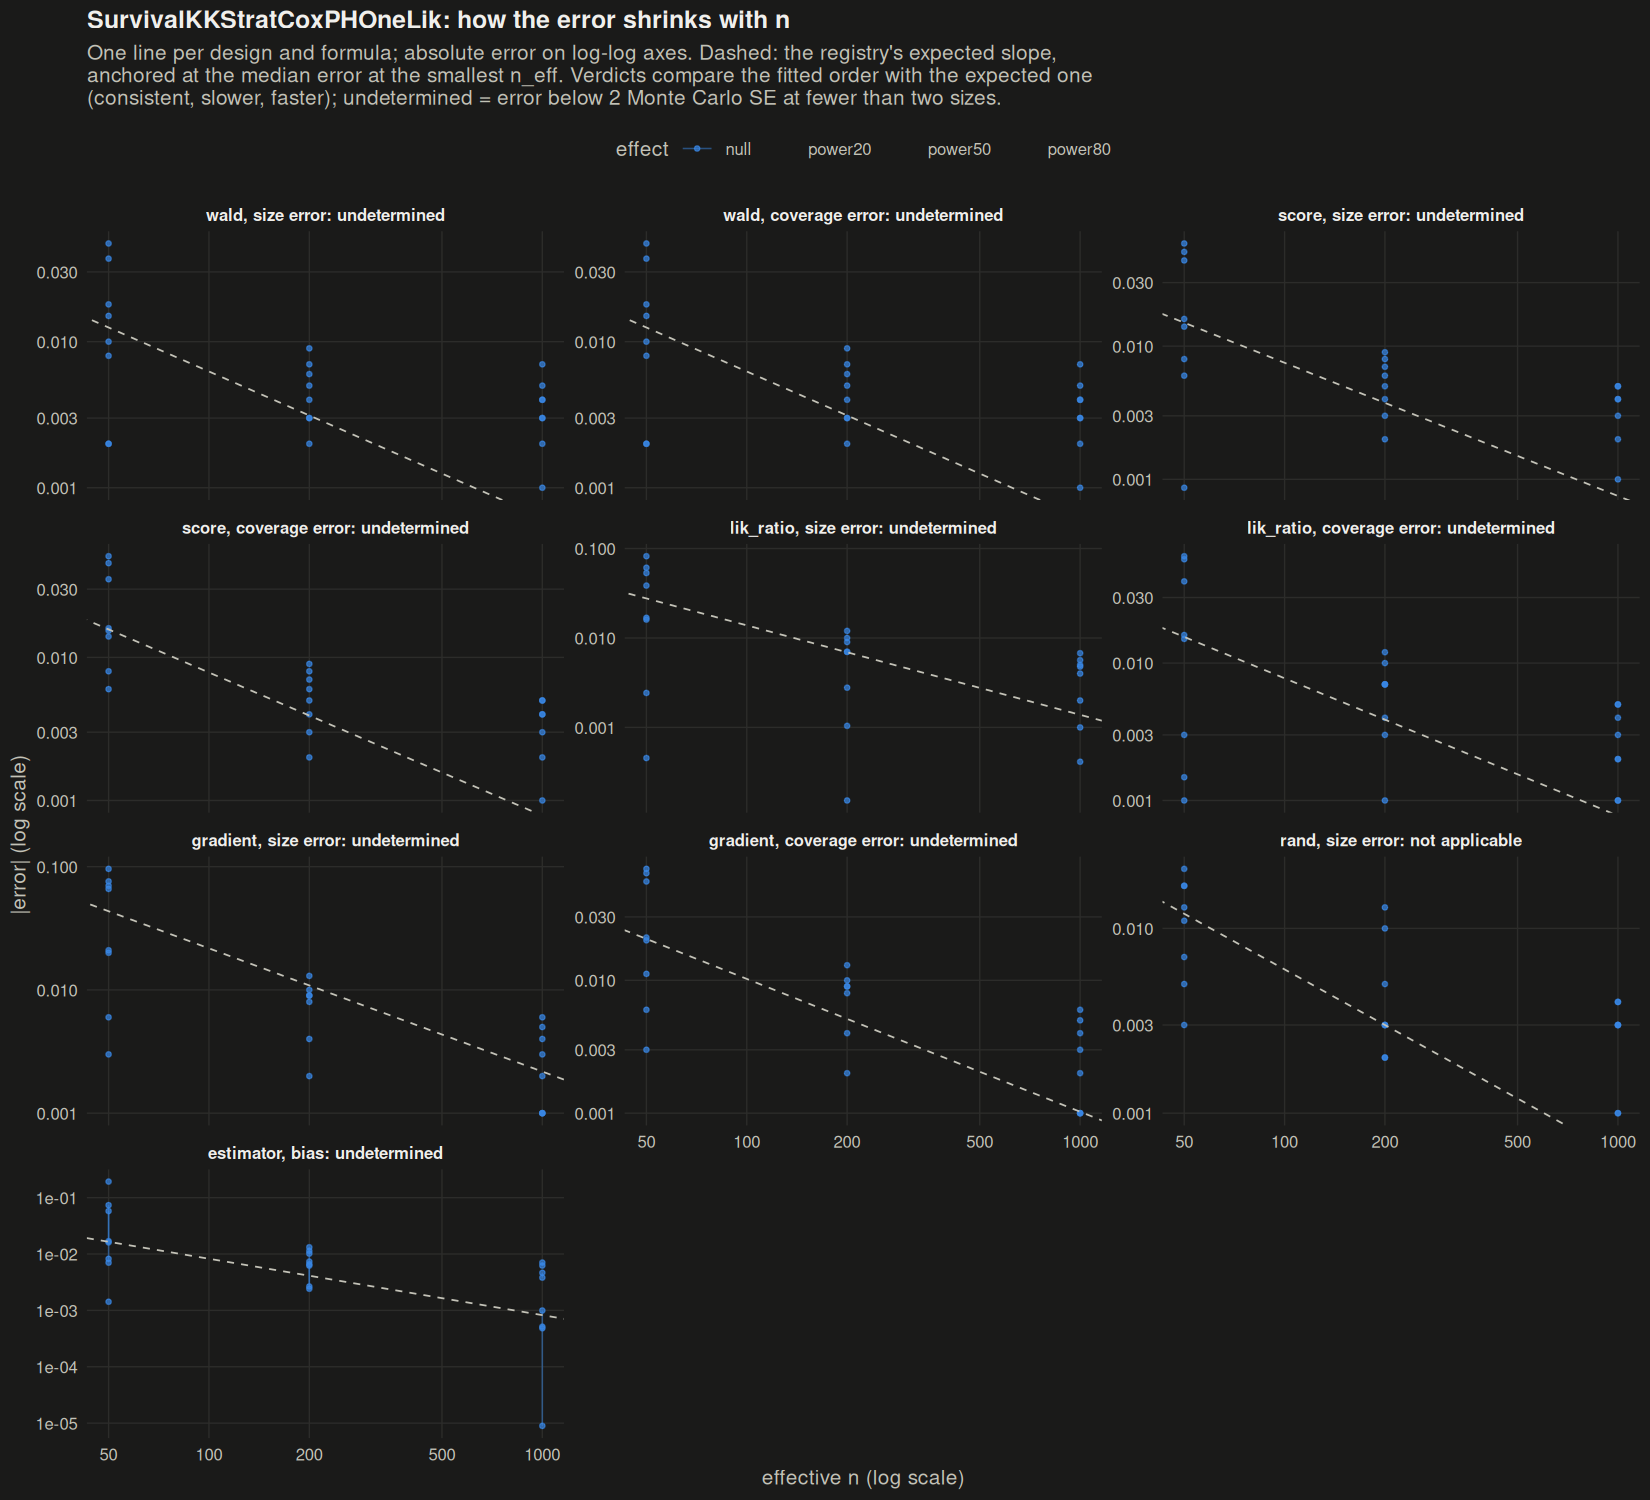 SurvivalKKStratCoxPHOneLik: how the error shrinks with n
One line per design and formula; absolute error on log-log axes. Dashed: the registry's expected slope,
anchored at the median error at the smallest n_eff. Verdicts compare the fitted order with the expected one
(consistent, slower, faster); undetermined = error below 2 Monte Carlo SE at fewer than two sizes.
effect null power20 power50 power80
wald, size error: undetermined
wald, coverage error: undetermined
score, size error: undetermined
0.030
0.010
0.003
0.001
0.030
0.010
0.003
0.001
0.030
0.010
0.003
0.001
score, coverage error: undetermined
lik_ratio, size error: undetermined
lik_ratio, coverage error: undetermined
0.030
0.010
0.003
0.001
0.100
0.010
0.001
0.030
0.010
0.003
0.001
gradient, size error: undetermined
gradient, coverage error: undetermined
rand, size error: not applicable
0.100
0.010
0.001
0.030
0.010
0.003
0.001
50 100 200 500 1000
0.010
0.003
0.001
50 100 200 500 1000
estimator, bias: undetermined
1e-01
1e-02
1e-03
1e-04
1e-05
50 100 200 500 1000
|error| (log scale)
effective n (log scale)